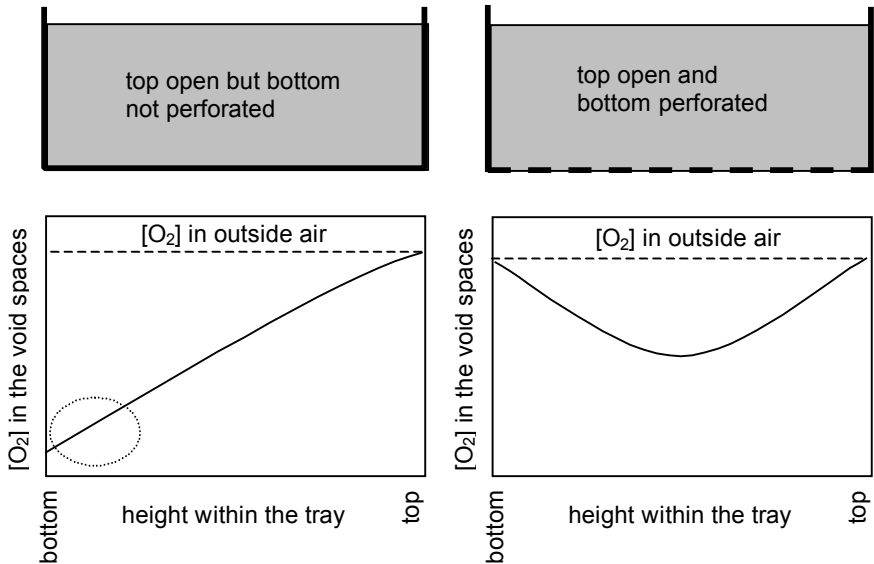 top open but bottom
not perforated
top open and
bottom perforated
[O₂] in the void spaces
[O₂] in outside air
bottom
height within the tray
top
[O₂] in the void spaces
[O₂] in outside air
bottom
height within the tray
top